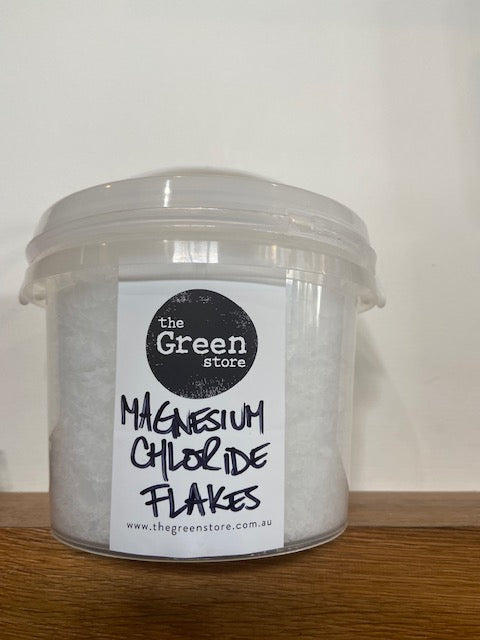 the
Green
store
MAGNESIUM
CHLORIDE
FLAKES
www.thegreenstore.com.au